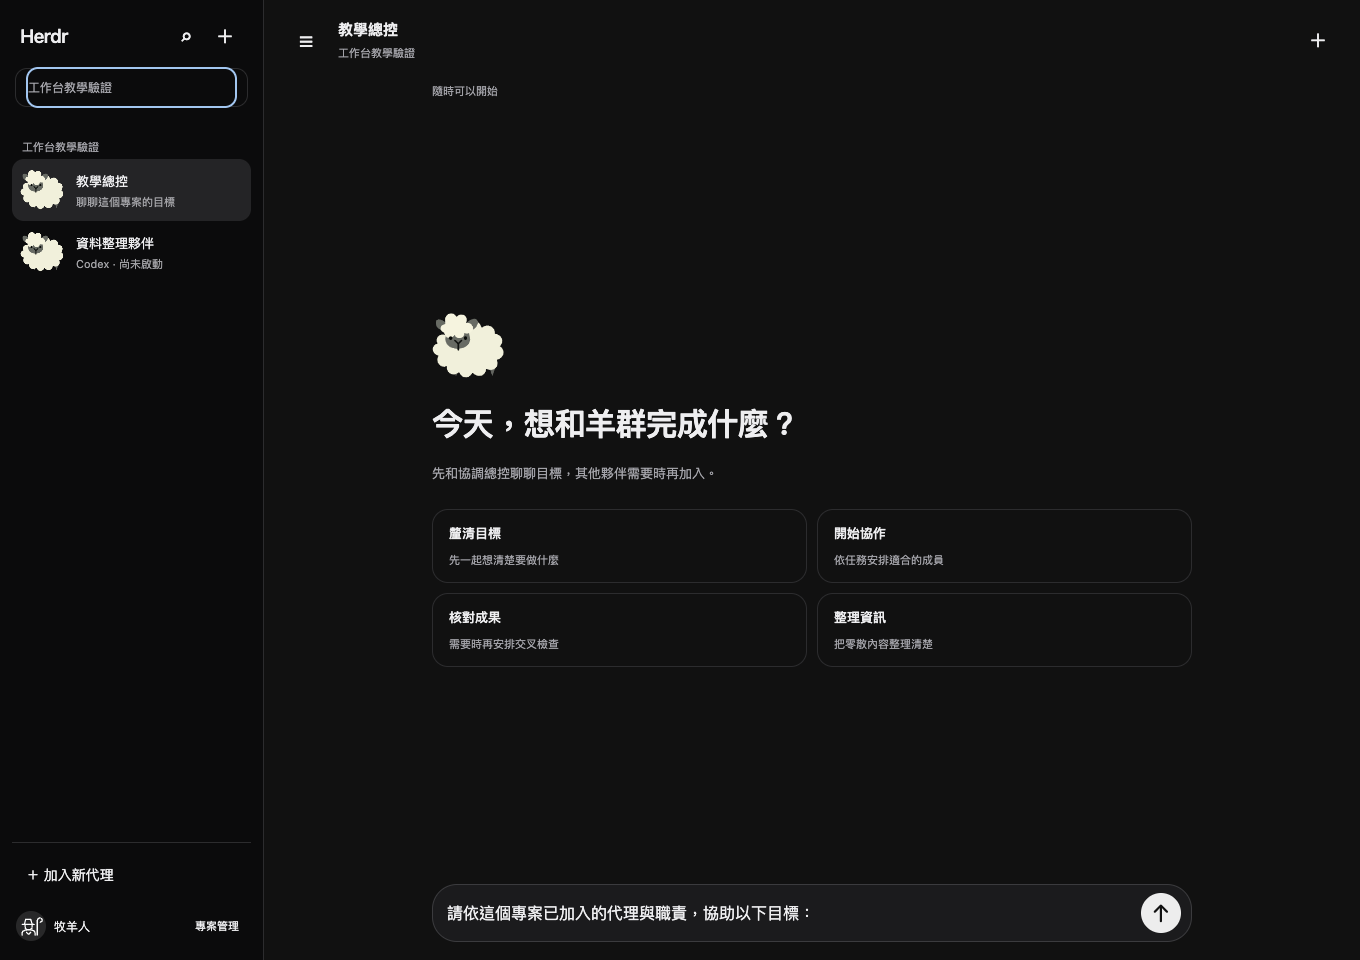 Herdr
工作台教學驗證
工作台教學驗證
教學總控
聊聊這個專案的目標
資料整理夥伴
Codex · 尚未啟動
+ 加入新代理
牧羊人
專案管理
教學總控
工作台教學驗證
隨時可以開始
今天，想和羊群完成什麼？
先和協調總控聊聊目標，其他夥伴需要時再加入。
釐清目標
先一起想清楚要做什麼
開始協作
依任務安排適合的成員
核對成果
需要時再安排交叉檢查
整理資訊
把零散內容整理清楚
請依這個專案已加入的代理與職責，協助以下目標：